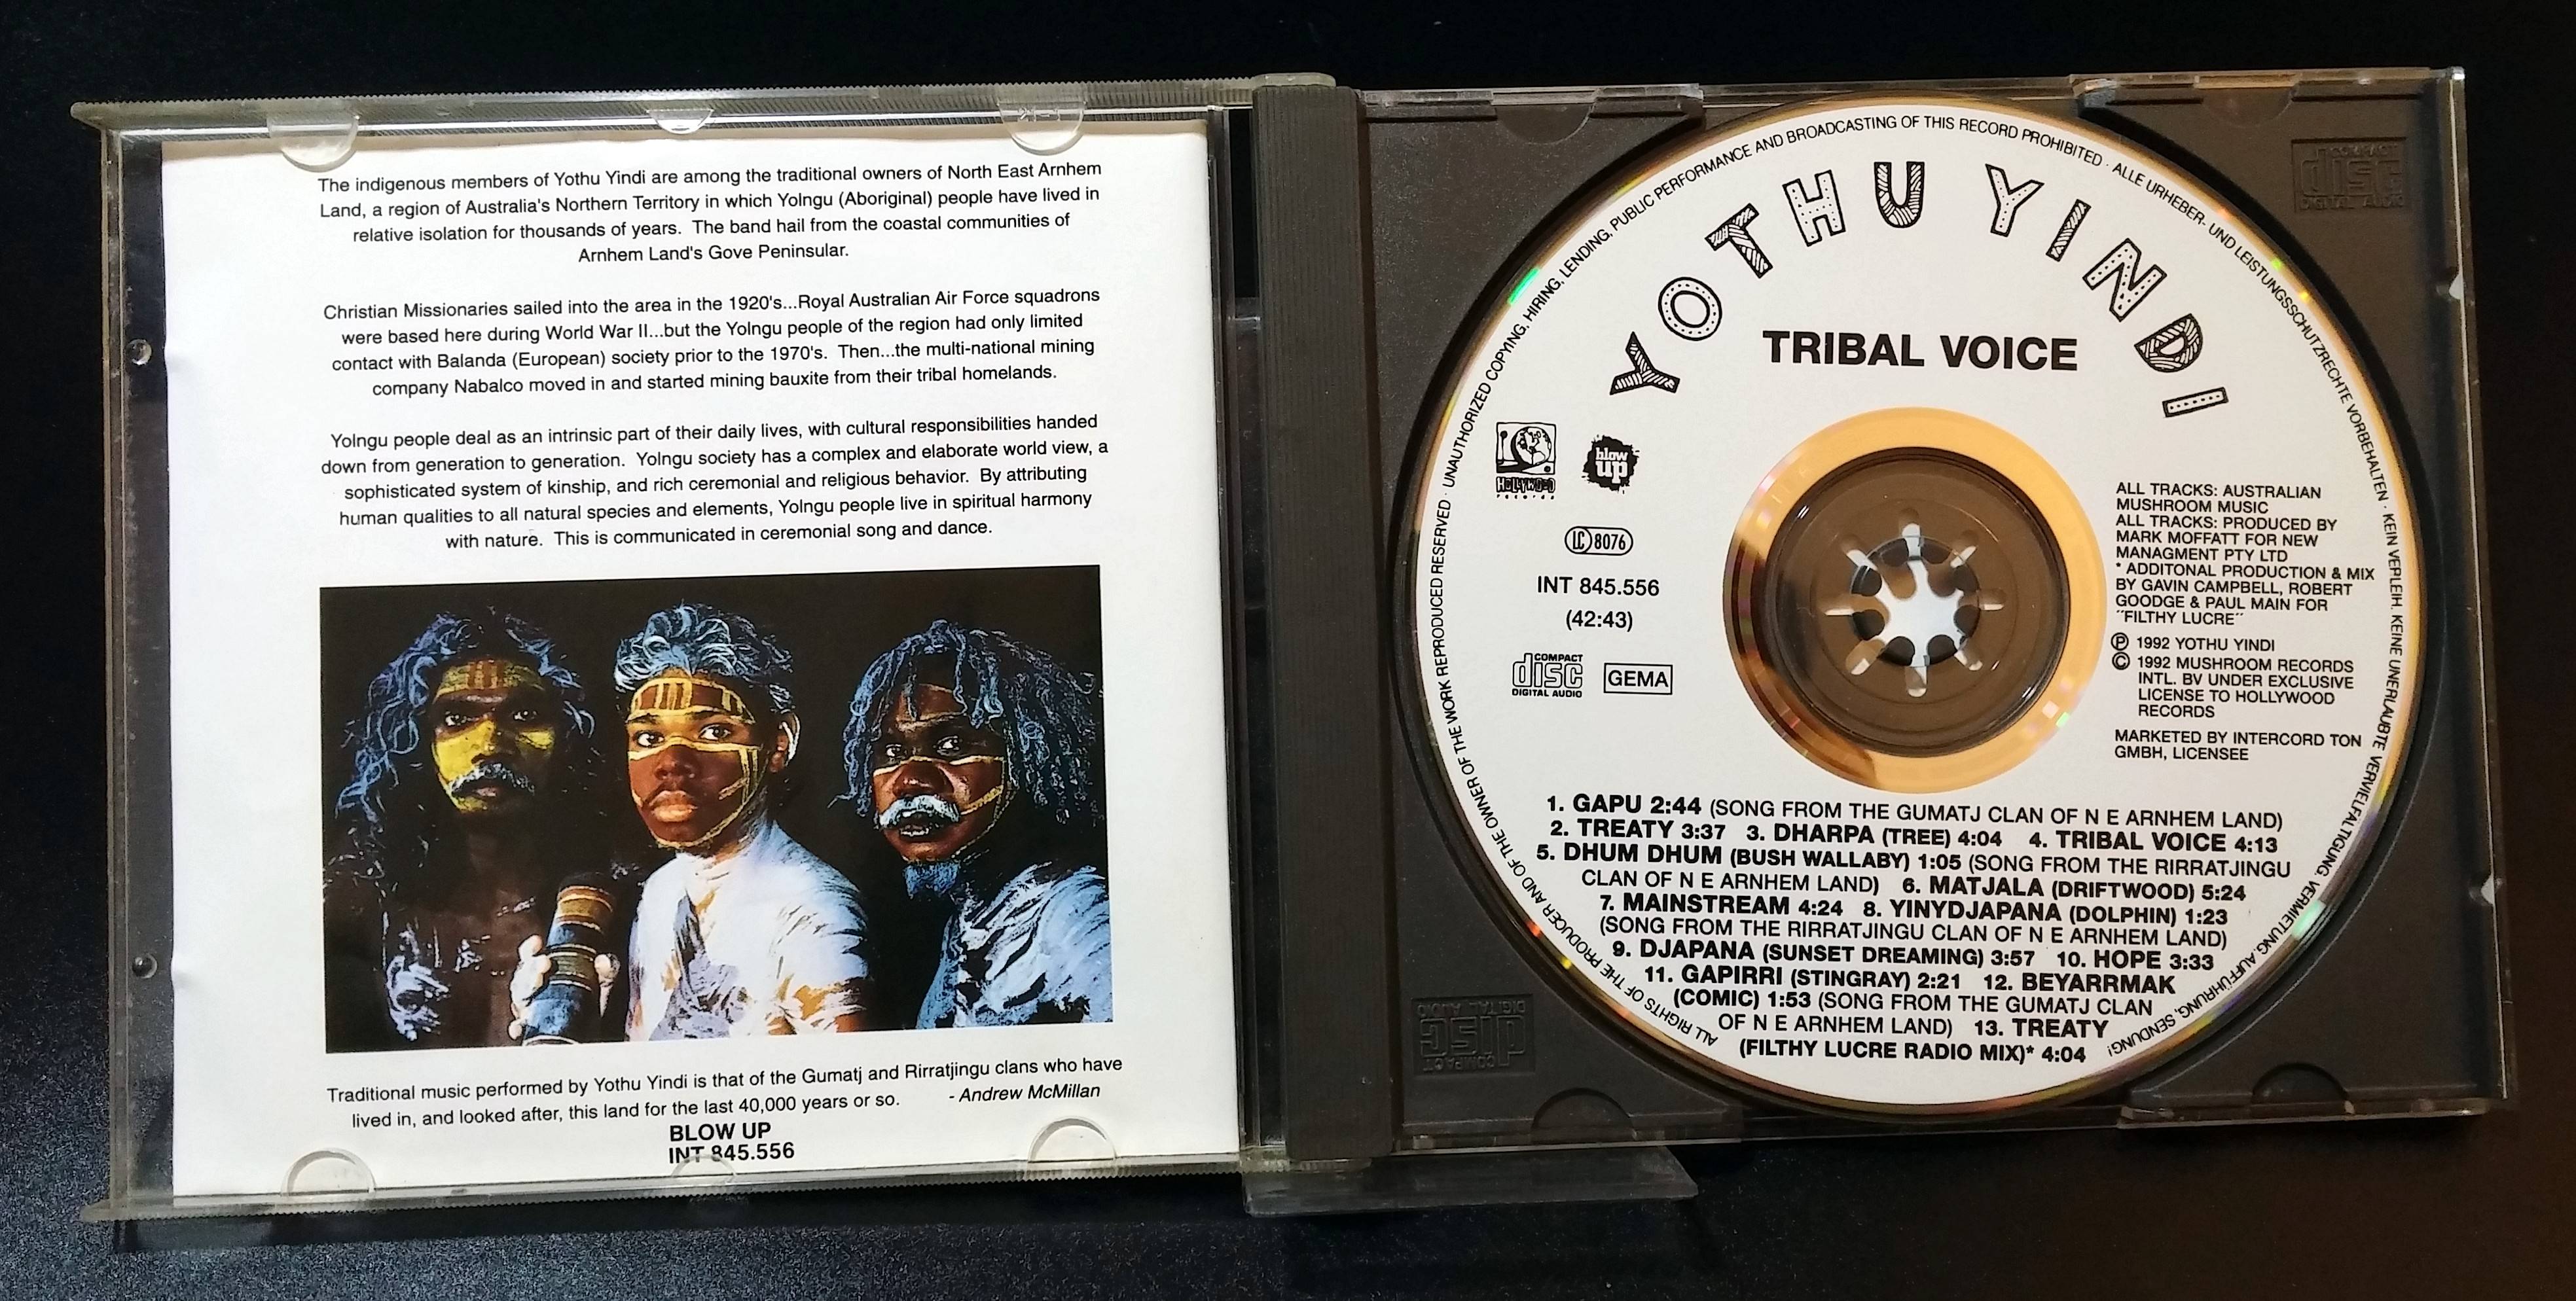 The indigenous members of Yothu Yindi are among the traditional owners of North East Arnhem
Land, a region of Australia's Northern Territory in which Yolngu (Aboriginal) people have lived in
relative isolation for thousands of years. The band hail from the coastal communities of
Arnhem Land's Gove Peninsular.
Christian Missionaries sailed into the area in the 1920's...Royal Australian Air Force squadrons
were based here during World War II...but the Yolngu people of the region had only limited
contact with Balanda (European) society prior to the 1970's. Then...the multi-national mining
company Nabalco moved in and started mining bauxite from their tribal homelands.
Yolngu people deal as an intrinsic part of their daily lives, with cultural responsibilities handed
down from generation to generation. Yolngu society has a complex and elaborate world view, a
sophisticated system of kinship, and rich ceremonial and religious behavior. By attributing
human qualities to all natural species and elements, Yolngu people live in spiritual harmony
with nature. This is communicated in ceremonial song and dance.
Traditional music performed by Yothu Yindi is that of the Gumatj and Rirratjingu clans who have
lived in, and looked after, this land for the last 40,000 years or so. - Andrew McMillan
BLOW UP
INT 845.556
ALL RIGHTS OF THE PRODUCER AND OF THE OWNER OF THE WORK REPRODUCED RESERVED · UNAUTHORIZED COPYING, HIRING, LENDING, PUBLIC PERFORMANCE AND BROADCASTING OF THIS RECORD PROHIBITED · ALLE URHEBER- UND LEISTUNGSSCHUTZRECHTE VORBEHALTEN · KEIN VERLEIH. KEINE UNERLAUBTE VERVIELFALTIGUNG, VERMIETUNG, AUFFÜHRUNG, SENDUNG!
YOTHU YINDI
TRIBAL VOICE
HOLLYWOOD
records
blow
up
LC 8076
INT 845.556
(42:43)
COMPACT
disc
DIGITAL AUDIO
GEMA
ALL TRACKS: AUSTRALIAN
MUSHROOM MUSIC
ALL TRACKS: PRODUCED BY
MARK MOFFATT FOR NEW
MANAGMENT PTY LTD
* ADDITONAL PRODUCTION & MIX
BY GAVIN CAMPBELL, ROBERT
GOODGE & PAUL MAIN FOR
"FILTHY LUCRE"
Ⓟ 1992 YOTHU YINDI
© 1992 MUSHROOM RECORDS
INTL. BV UNDER EXCLUSIVE
LICENSE TO HOLLYWOOD
RECORDS
MARKETED BY INTERCORD TON
GMBH, LICENSEE
1. GAPU 2:44 (SONG FROM THE GUMATJ CLAN OF N E ARNHEM LAND)
2. TREATY 3:37 3. DHARPA (TREE) 4:04 4. TRIBAL VOICE 4:13
5. DHUM DHUM (BUSH WALLABY) 1:05 (SONG FROM THE RIRRATJINGU
CLAN OF N E ARNHEM LAND) 6. MATJALA (DRIFTWOOD) 5:24
7. MAINSTREAM 4:24 8. YINYDJAPANA (DOLPHIN) 1:23
(SONG FROM THE RIRRATJINGU CLAN OF N E ARNHEM LAND)
9. DJAPANA (SUNSET DREAMING) 3:57 10. HOPE 3:33
11. GAPIRRI (STINGRAY) 2:21 12. BEYARRMAK
(COMIC) 1:53 (SONG FROM THE GUMATJ CLAN
OF N E ARNHEM LAND) 13. TREATY
(FILTHY LUCRE RADIO MIX)* 4:04
COMPACT
disc
DIGITAL AUDIO
COMPACT
disc
DIGITAL AUDIO